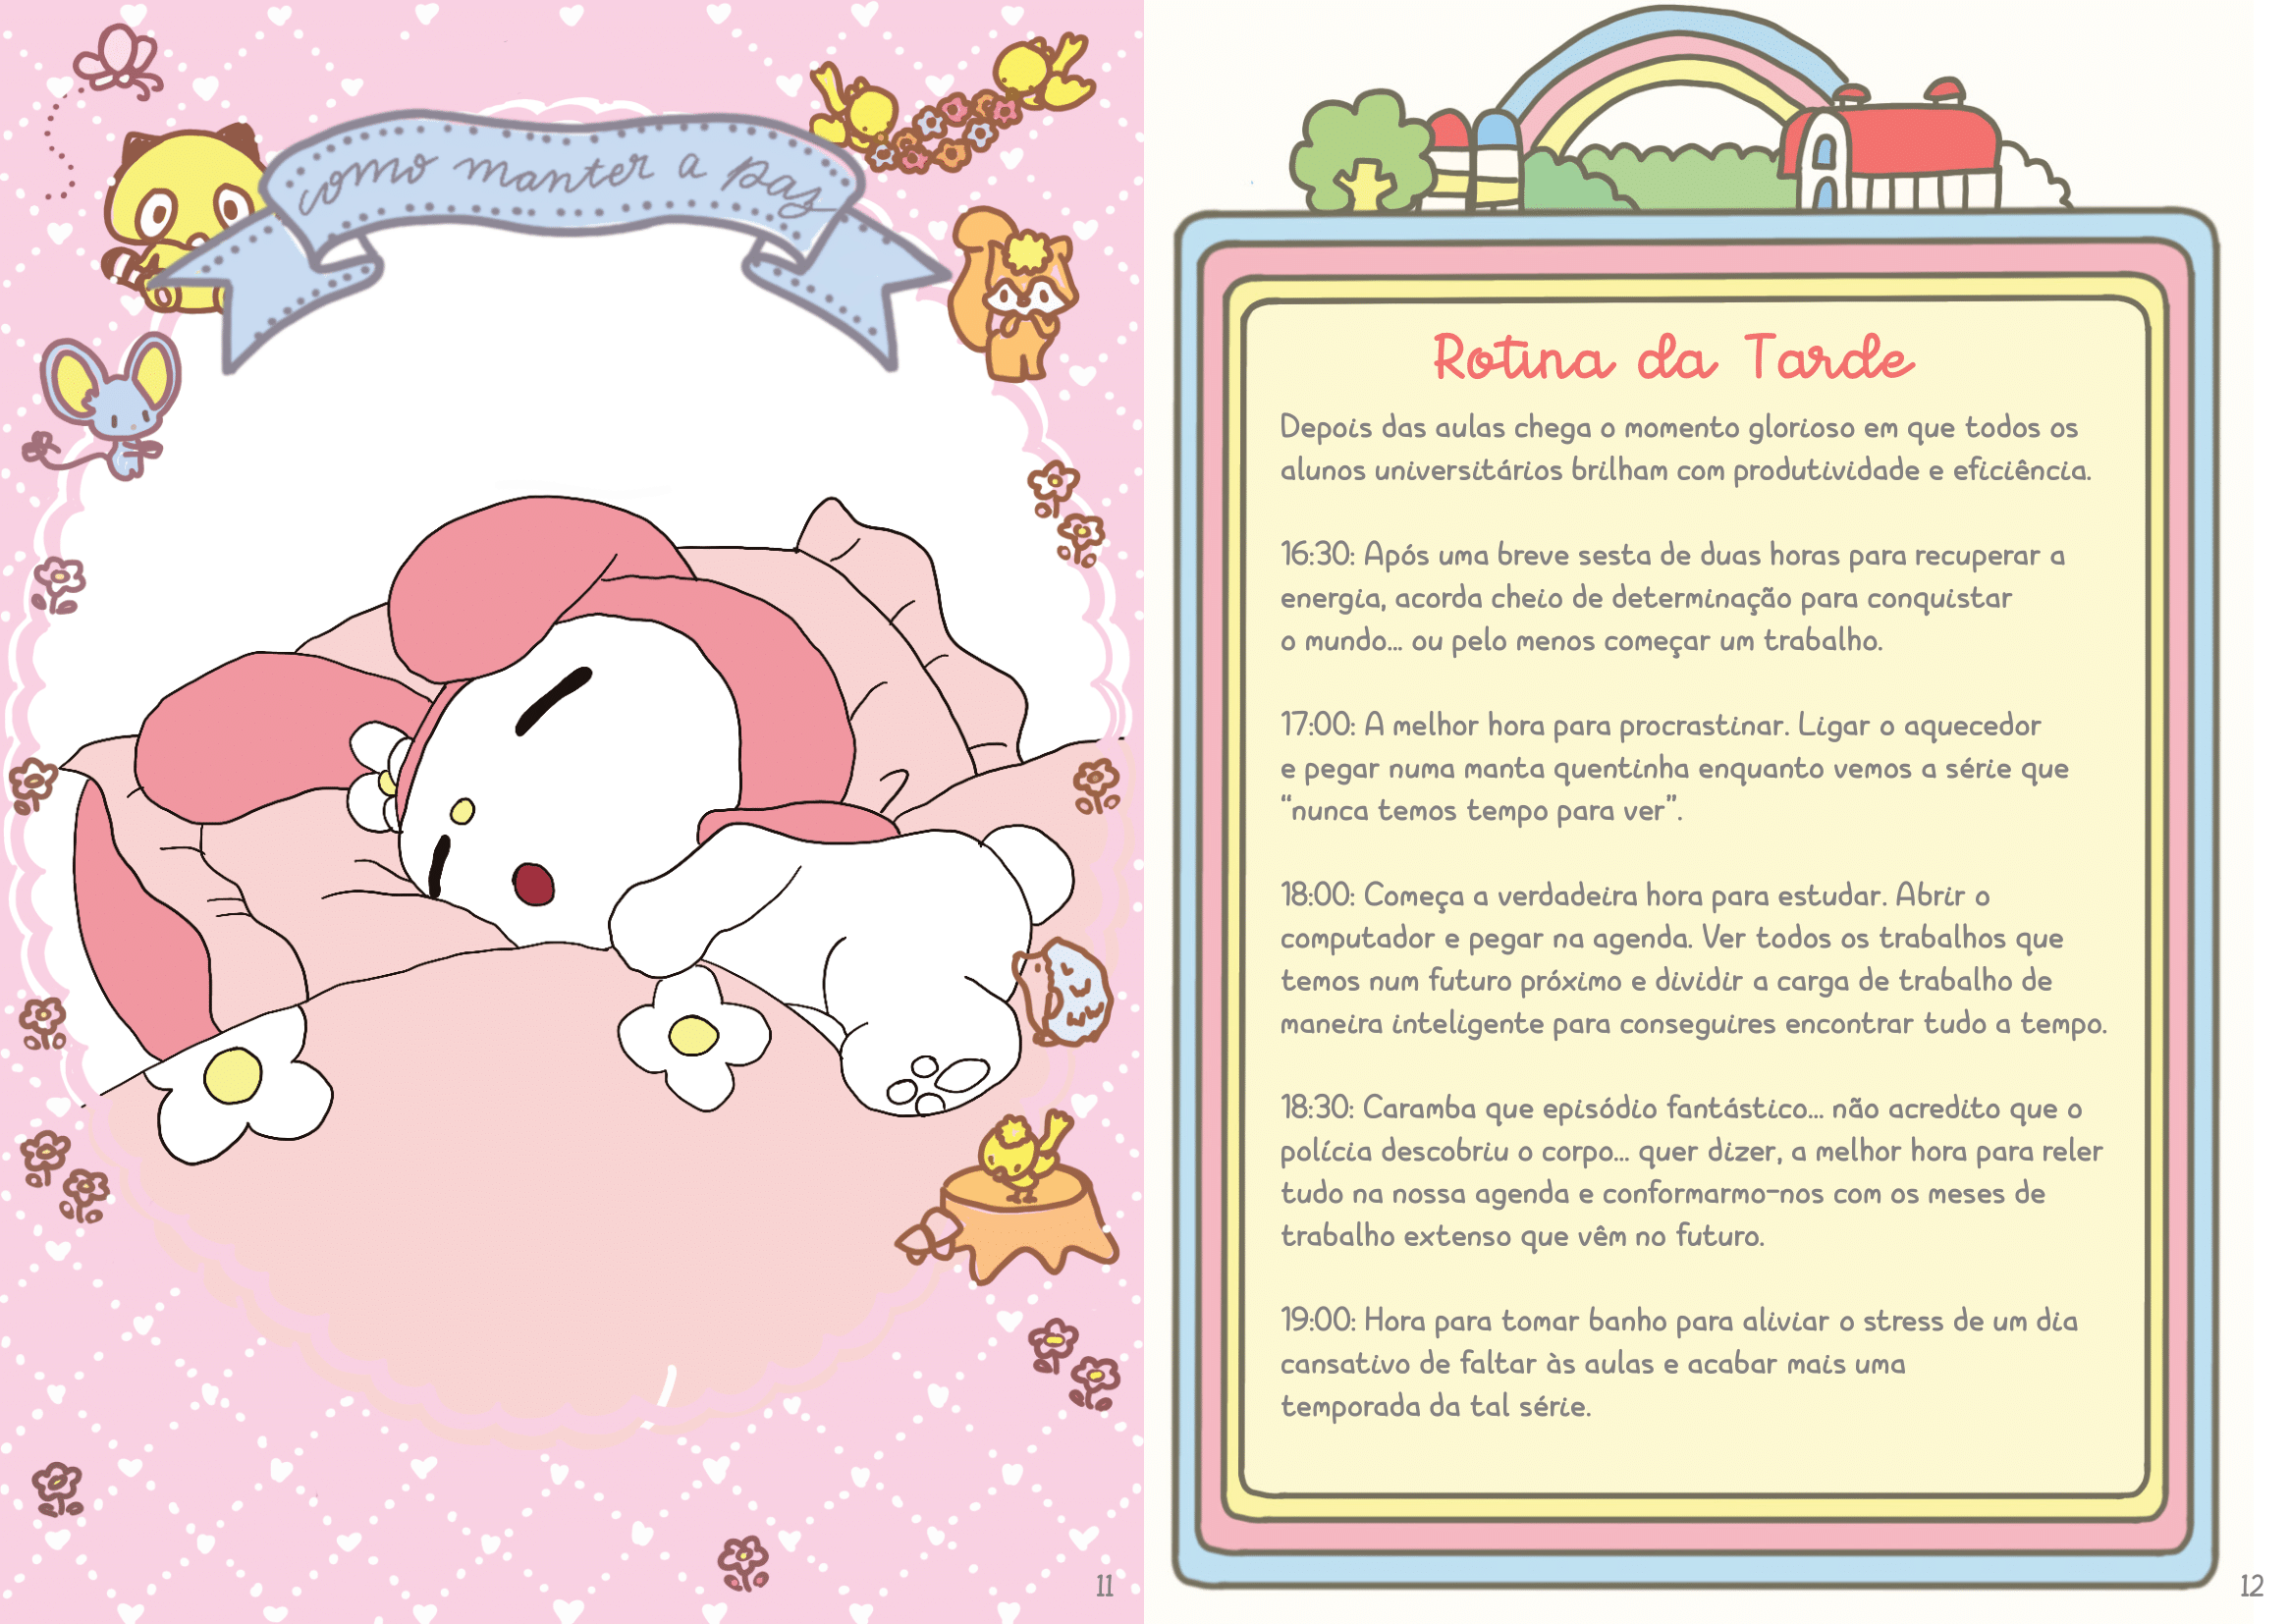 como manter a paz
11
Rotina da Tarde
Depois das aulas chega o momento glorioso em que todos os
alunos universitários brilham com produtividade e eficiência.
16:30: Após uma breve sesta de duas horas para recuperar a
energia, acorda cheio de determinação para conquistar
o mundo... ou pelo menos começar um trabalho.
17:00: A melhor hora para procrastinar. Ligar o aquecedor
e pegar numa manta quentinha enquanto vemos a série que
“nunca temos tempo para ver”.
18:00: Começa a verdadeira hora para estudar. Abrir o
computador e pegar na agenda. Ver todos os trabalhos que
temos num futuro próximo e dividir a carga de trabalho de
maneira inteligente para conseguires encontrar tudo a tempo.
18:30: Caramba que episódio fantástico... não acredito que o
polícia descobriu o corpo... quer dizer, a melhor hora para reler
tudo na nossa agenda e conformarmo-nos com os meses de
trabalho extenso que vêm no futuro.
19:00: Hora para tomar banho para aliviar o stress de um dia
cansativo de faltar às aulas e acabar mais uma
temporada da tal série.
12